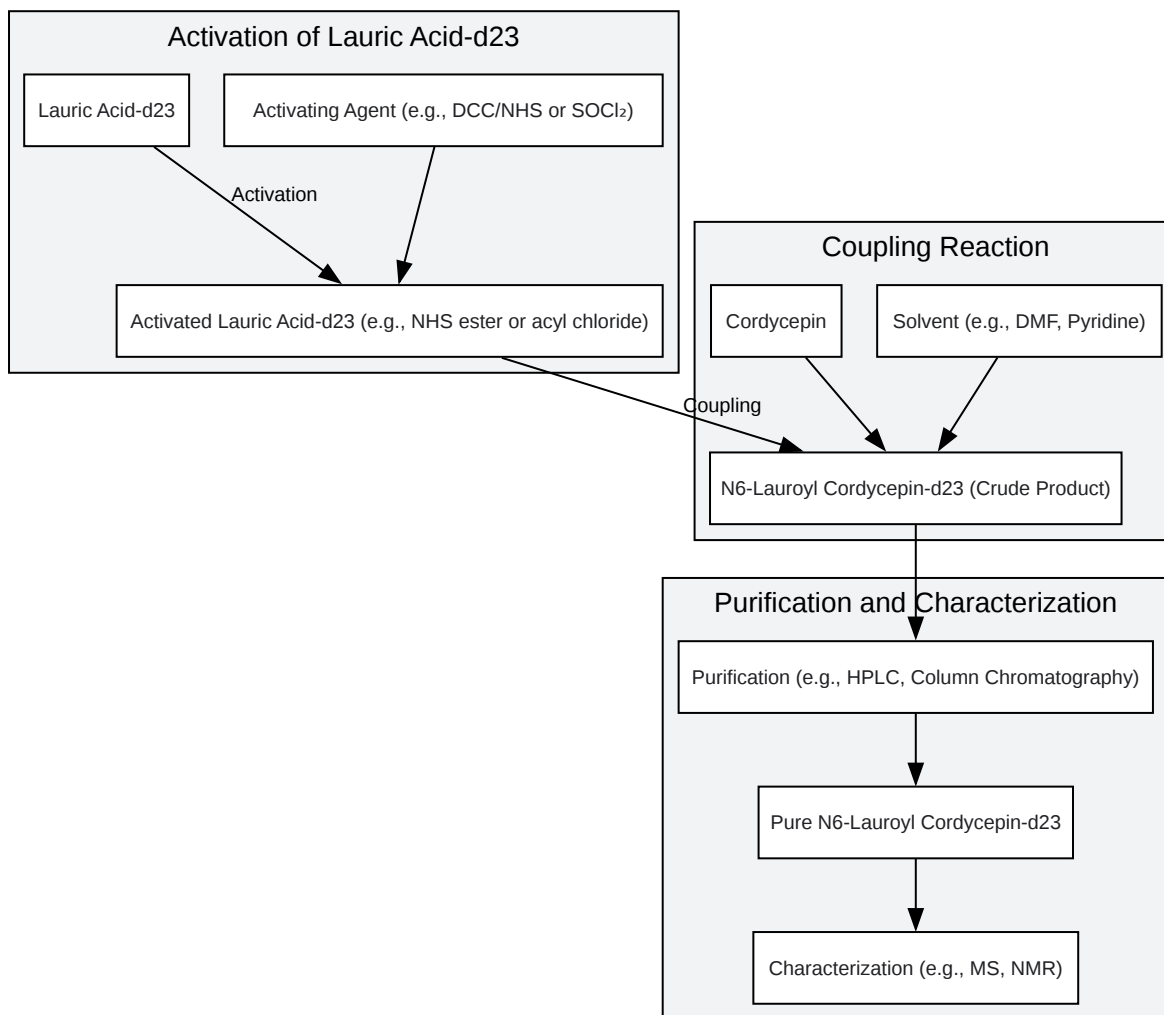 Activation of Lauric Acid-d23
Lauric Acid-d23
Activating Agent (e.g., DCC/NHS or SOCl₂)
Activation
Activated Lauric Acid-d23 (e.g., NHS ester or acyl chloride)
Coupling Reaction
Cordycepin
Solvent (e.g., DMF, Pyridine)
Coupling
N6-Lauroyl Cordycepin-d23 (Crude Product)
Purification and Characterization
Purification (e.g., HPLC, Column Chromatography)
Pure N6-Lauroyl Cordycepin-d23
Characterization (e.g., MS, NMR)